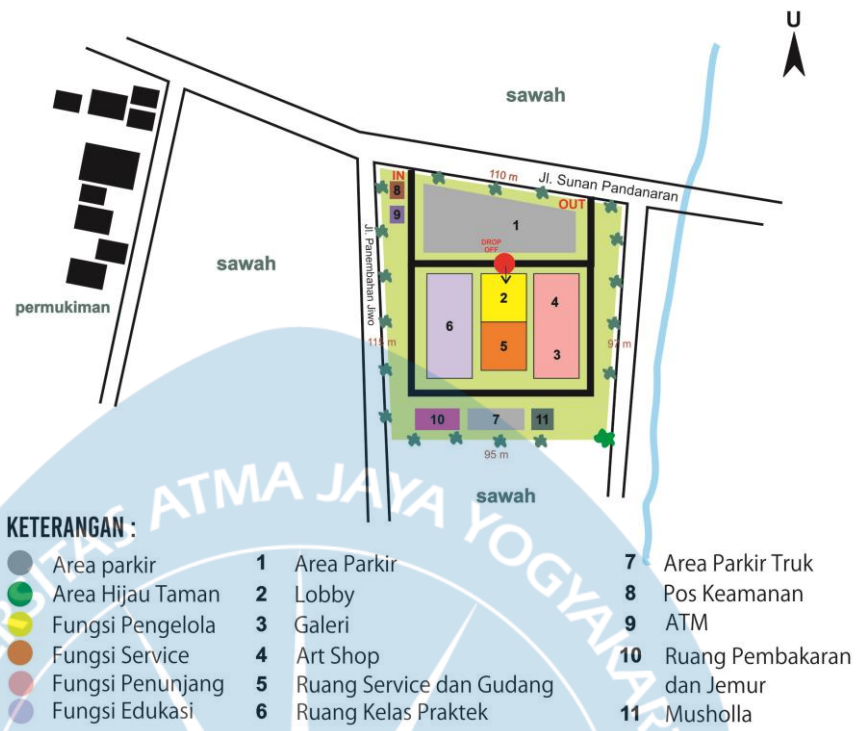 U
sawah
IN
110 m
Jl. Sunan Pandanaran
8
OUT
9
1
Jl. Panembahan Jiwo
DROP
OFF
sawah
2
4
permukiman
6
115 m
5
3
97 m
10
7
11
95 m
sawah
UNIVERSITAS ATMA JAYA YOGYAKARTA
KETERANGAN :
Area parkir
Area Hijau Taman
Fungsi Pengelola
Fungsi Service
Fungsi Penunjang
Fungsi Edukasi
1 Area Parkir
2 Lobby
3 Galeri
4 Art Shop
5 Ruang Service dan Gudang
6 Ruang Kelas Praktek
7 Area Parkir Truk
8 Pos Keamanan
9 ATM
10 Ruang Pembakaran
dan Jemur
11 Musholla